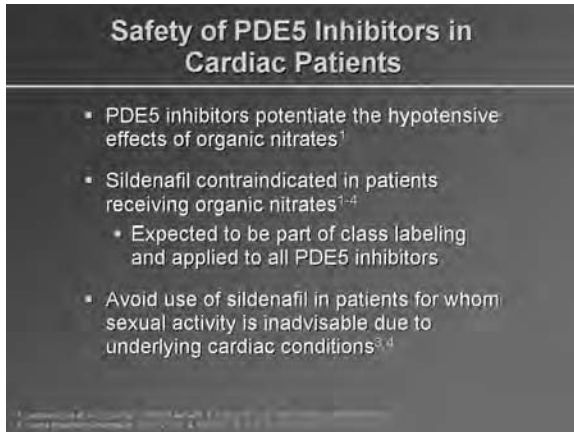 Safety of PDE5 Inhibitors in
Cardiac Patients
▪ PDE5 inhibitors potentiate the hypotensive
effects of organic nitrates¹
▪ Sildenafil contraindicated in patients
receiving organic nitrates¹⁻⁴
▪ Expected to be part of class labeling
and applied to all PDE5 inhibitors
▪ Avoid use of sildenafil in patients for whom
sexual activity is inadvisable due to
underlying cardiac conditions³,⁴